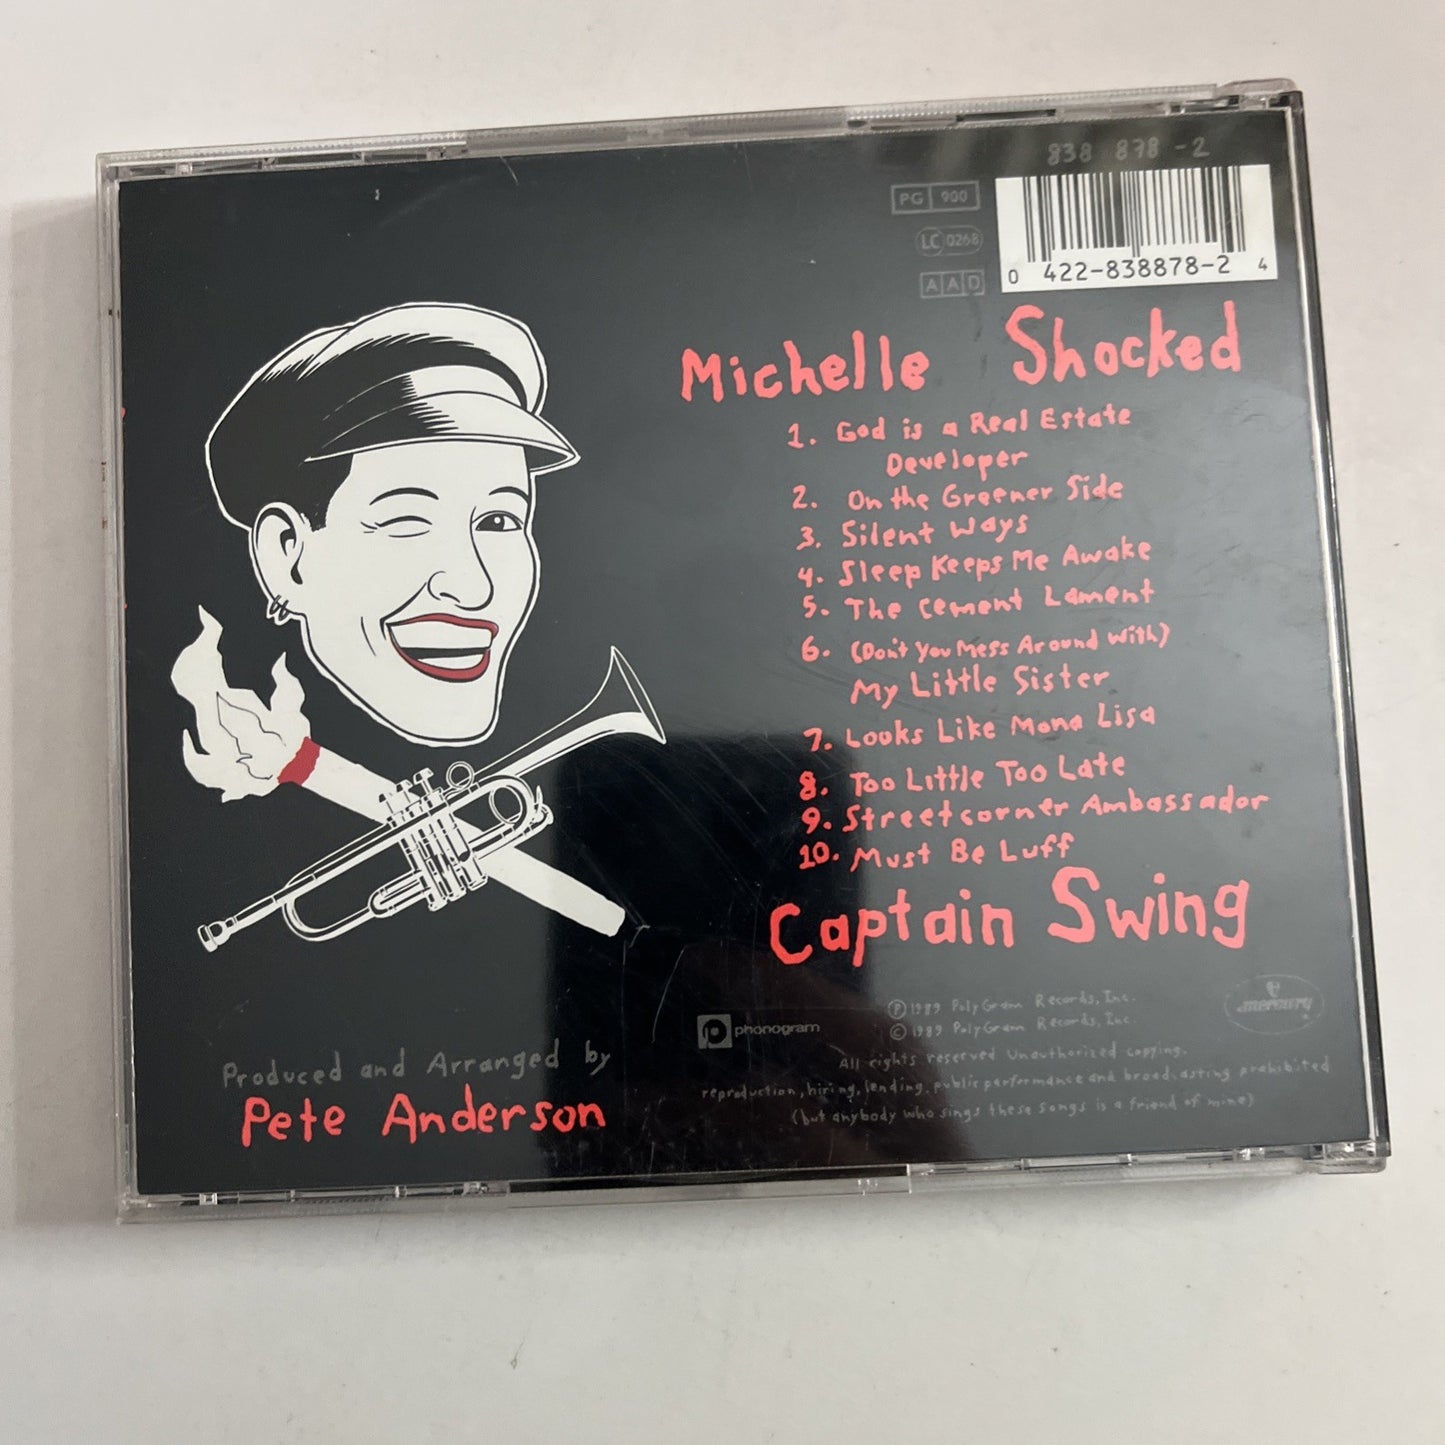 838 878-2
PG 900
LC 0268
AAD
0 422-838878-2 4
Michelle Shocked
1. God is a Real Estate
Developer
2. On the Greener Side
3. Silent Ways
4. Sleep Keeps Me Awake
5. The Cement Lament
6. (Don't You Mess Around With)
My Little Sister
7. Looks Like Mona Lisa
8. Too Little Too Late
9. Streetcorner Ambassador
10. Must Be Luff
Captain Swing
Produced and Arranged by
Pete Anderson
phonogram
℗ 1989 PolyGram Records, Inc.
© 1989 PolyGram Records, Inc.
mercury
All rights reserved Unauthorized copying.
reproduction, hiring, lending, public performance and broadcasting prohibited
(but anybody who sings these songs is a friend of mine)